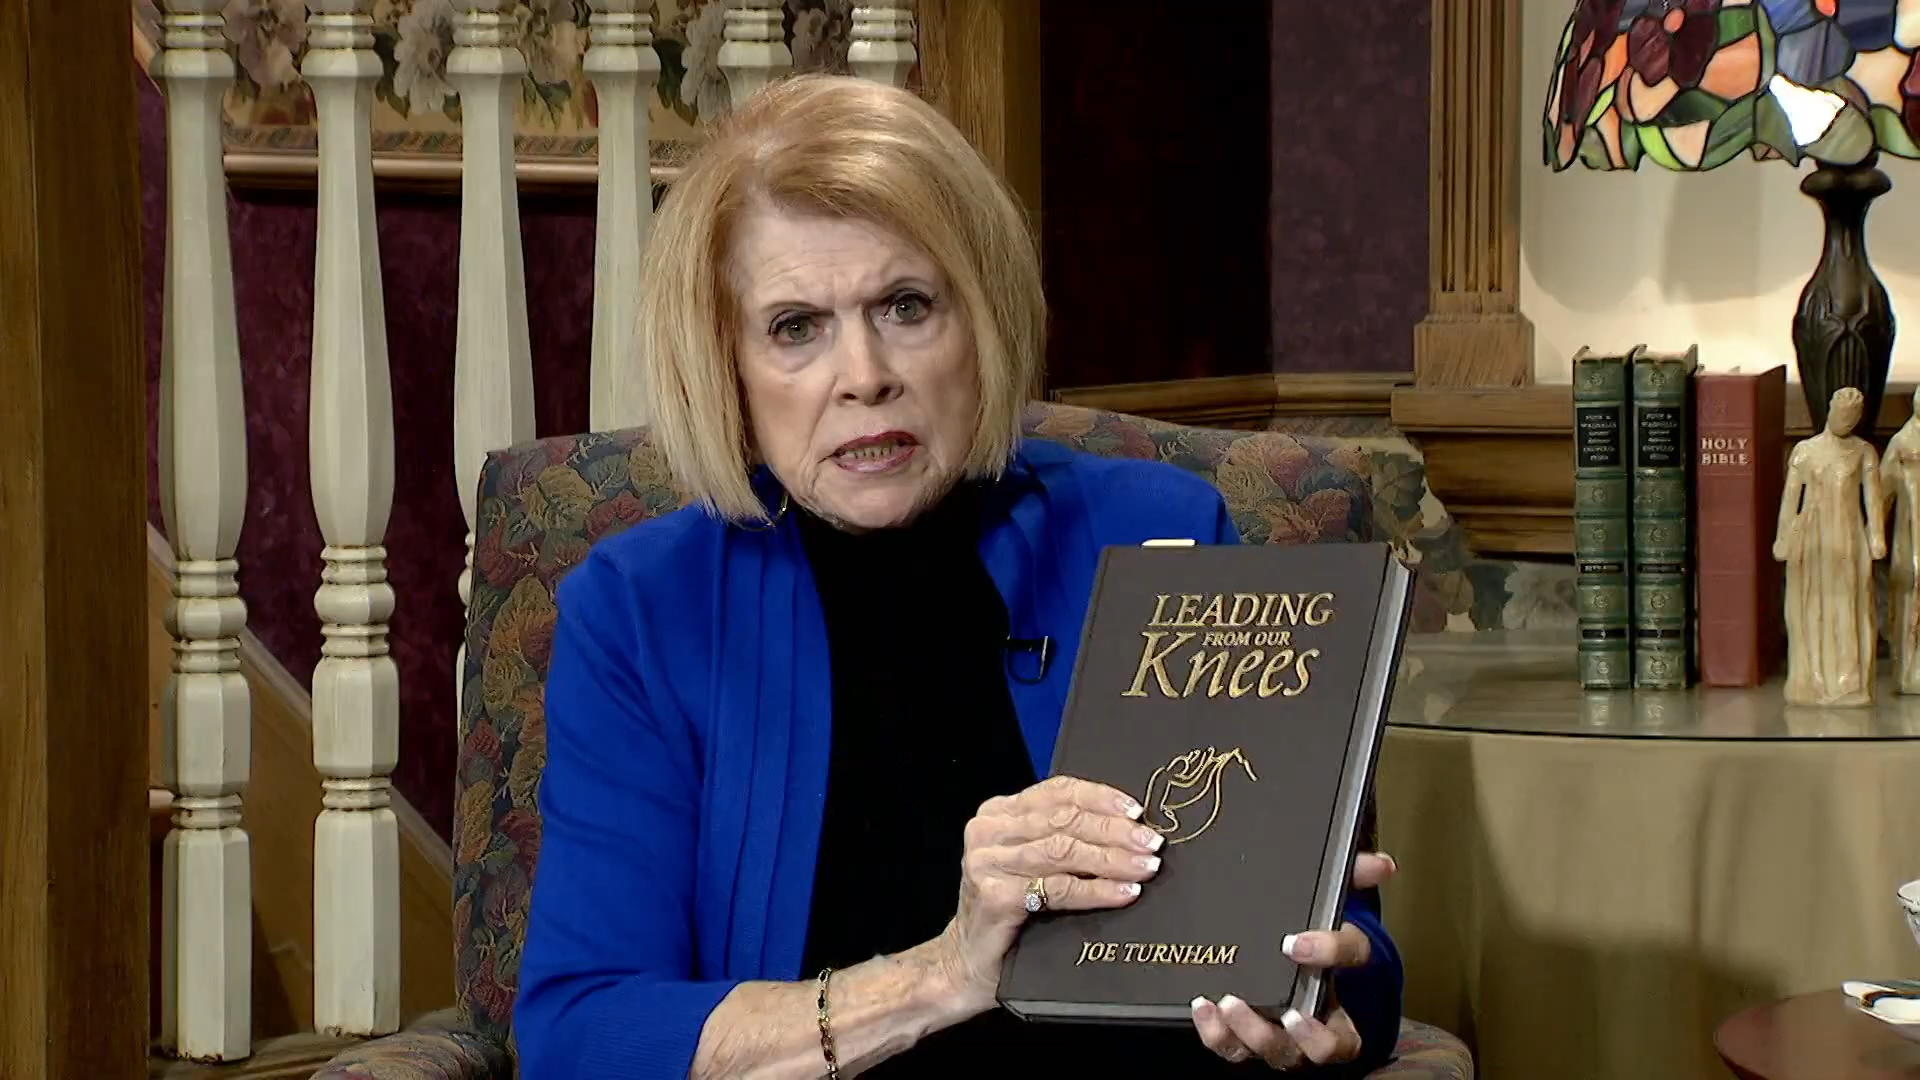 LEADING
FROM OUR
Knees
JOE TURNHAM
HOLY
BIBLE